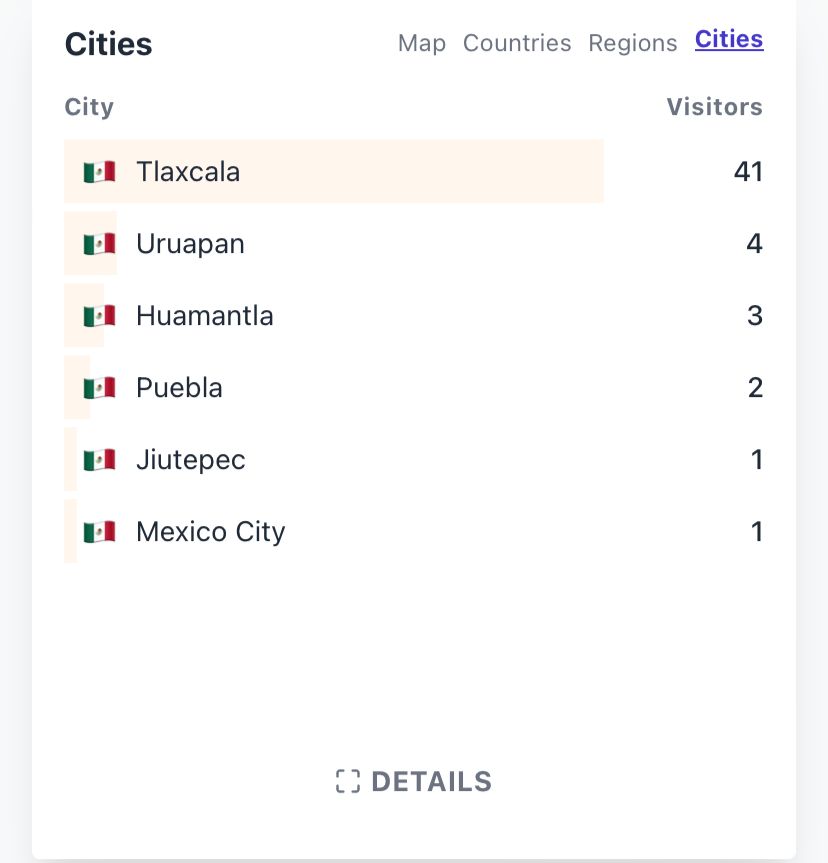 Cities Map Countries Regions Cities
City Visitors
Tlaxcala 41
Uruapan 4
Huamantla 3
Puebla 2
Jiutepec 1
Mexico City 1
DETAILS